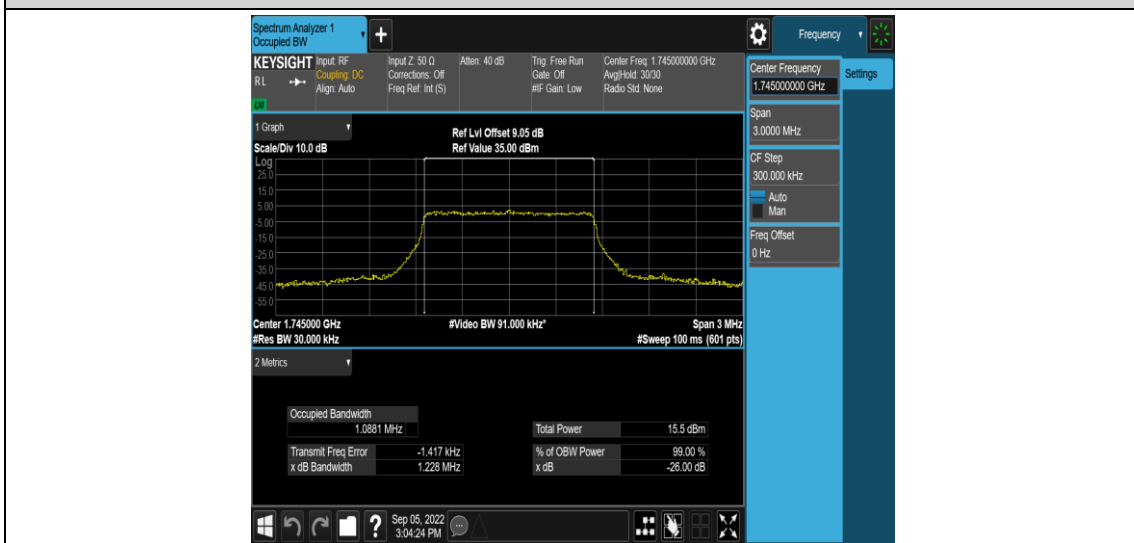 Spectrum Analyzer 1
Occupied BW
+
Frequency
KEYSIGHT
RL
LXI
Input: RF
Coupling: DC
Align: Auto
Input Z: 50 Ω
Corrections: Off
Freq Ref: Int (S)
Atten: 40 dB
Trig: Free Run
Gate: Off
#IF Gain: Low
Center Freq: 1.745000000 GHz
Avg|Hold: 30/30
Radio Std: None
Center Frequency
1.745000000 GHz
Settings
Span
3.0000 MHz
CF Step
300.000 kHz
Auto
Man
Freq Offset
0 Hz
1 Graph
Ref Lvl Offset 9.05 dB
Scale/Div 10.0 dB
Ref Value 35.00 dBm
Log
25.0
15.0
5.00
-5.00
-15.0
-25.0
-35.0
-45.0
-55.0
Center 1.745000 GHz
#Video BW 91.000 kHz*
Span 3 MHz
#Res BW 30.000 kHz
#Sweep 100 ms (601 pts)
2 Metrics
Occupied Bandwidth
1.0881 MHz
Total Power 15.5 dBm
Transmit Freq Error -1.417 kHz
% of OBW Power 99.00 %
x dB Bandwidth 1.228 MHz
x dB -26.00 dB
?
Sep 05, 2022
3:04:24 PM